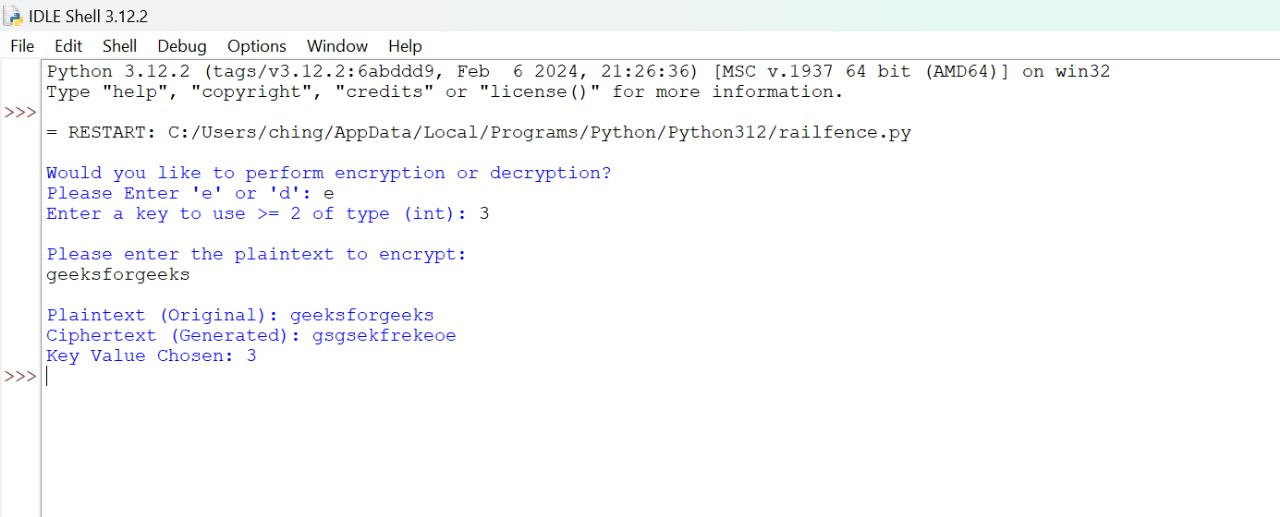 IDLE Shell 3.12.2
File Edit Shell Debug Options Window Help
Python 3.12.2 (tags/v3.12.2:6abddd9, Feb  6 2024, 21:26:36) [MSC v.1937 64 bit (AMD64)] on win32
Type "help", "copyright", "credits" or "license()" for more information.
>>>
= RESTART: C:/Users/ching/AppData/Local/Programs/Python/Python312/railfence.py
Would you like to perform encryption or decryption?
Please Enter 'e' or 'd': e
Enter a key to use >= 2 of type (int): 3
Please enter the plaintext to encrypt:
geeksforgeeks
Plaintext (Original): geeksforgeeks
Ciphertext (Generated): gsgsekfrekeoe
Key Value Chosen: 3
>>>